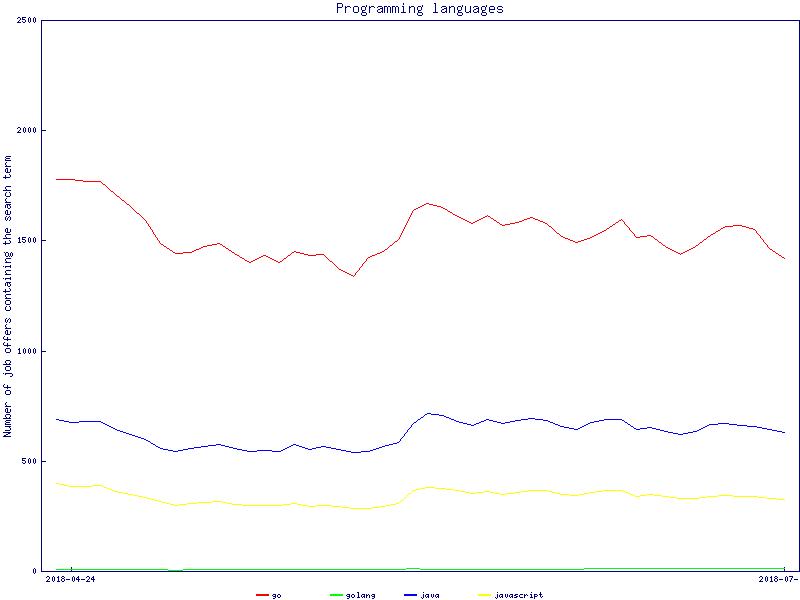 Programming languages
Number of job offers containing the search term
2500
2000
1500
1000
500
0
2018-04-24 2018-07-
go golang java javascript